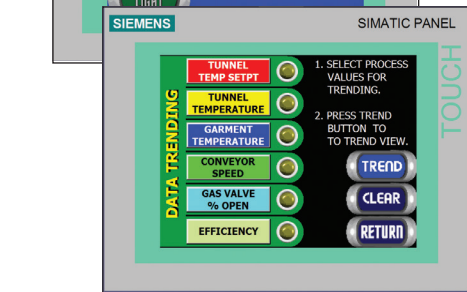 SIEMENS
SIMATIC PANEL
TOUCH
DATA TRENDING
TUNNEL
TEMP SETPT
TUNNEL
TEMPERATURE
GARMENT
TEMPERATURE
CONVEYOR
SPEED
GAS VALVE
% OPEN
EFFICIENCY
1. SELECT PROCESS
VALUES FOR
TRENDING.
2. PRESS TREND
BUTTON TO
TO TREND VIEW.
TREND
CLEAR
RETURN